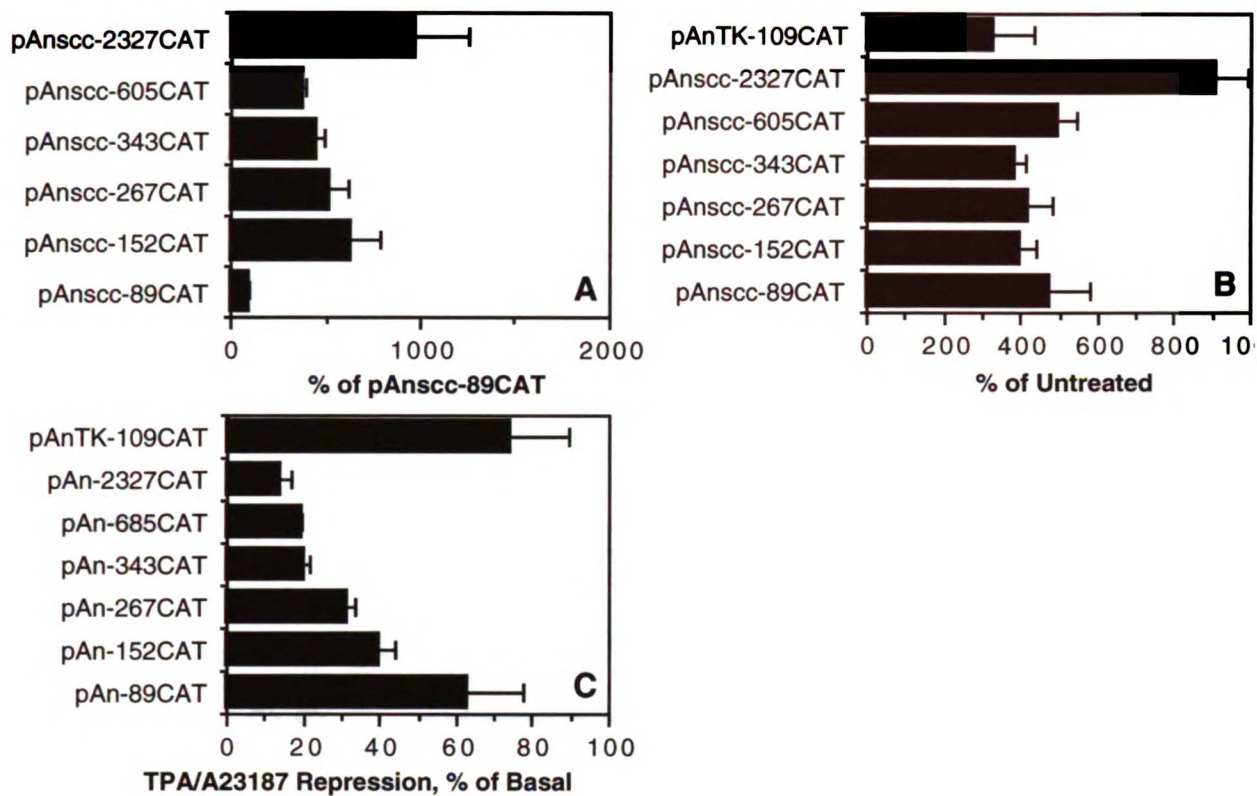 pAnscc-2327CAT
pAnscc-605CAT
pAnscc-343CAT
pAnscc-267CAT
pAnscc-152CAT
pAnscc-89CAT
A
0 1000 2000
% of pAnscc-89CAT
pAnTK-109CAT
pAnscc-2327CAT
pAnscc-605CAT
pAnscc-343CAT
pAnscc-267CAT
pAnscc-152CAT
pAnscc-89CAT
B
0 200 400 600 800 10
% of Untreated
pAnTK-109CAT
pAn-2327CAT
pAn-685CAT
pAn-343CAT
pAn-267CAT
pAn-152CAT
pAn-89CAT
C
0 20 40 60 80 100
TPA/A23187 Repression, % of Basal